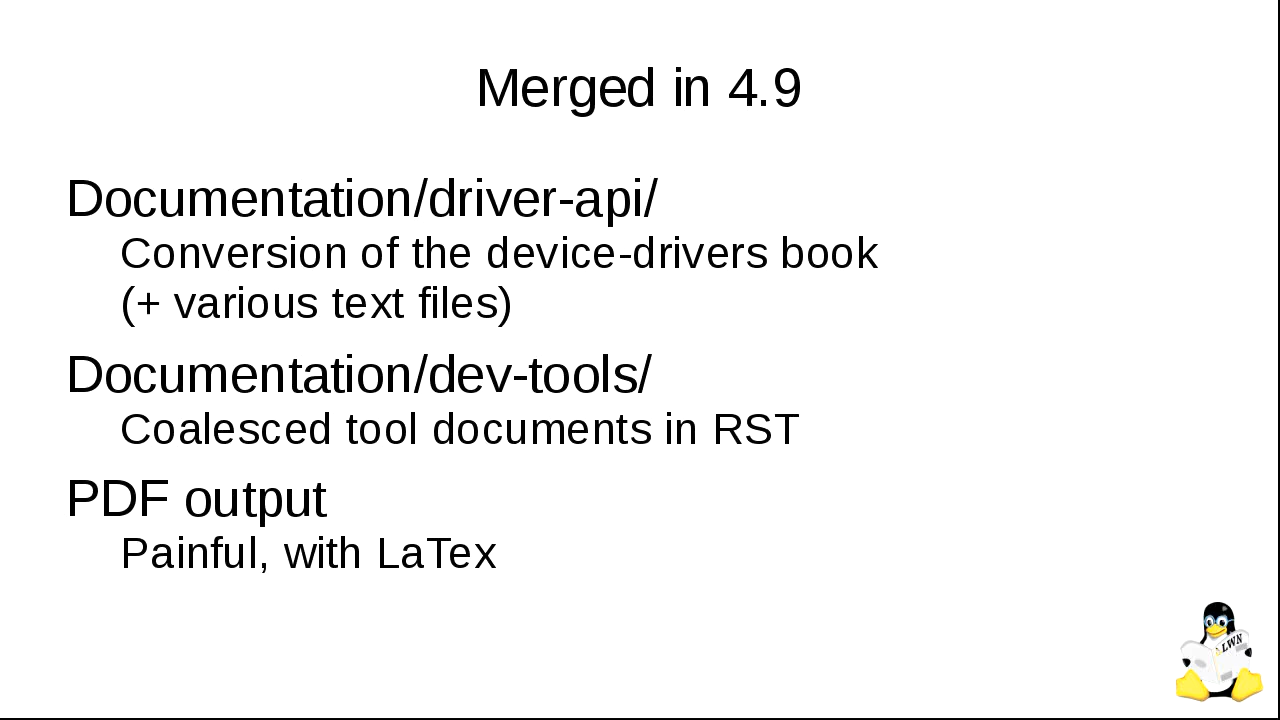 Merged in 4.9
Documentation/driver-api/
Conversion of the device-drivers book
(+ various text files)
Documentation/dev-tools/
Coalesced tool documents in RST
PDF output
Painful, with LaTex
LWN